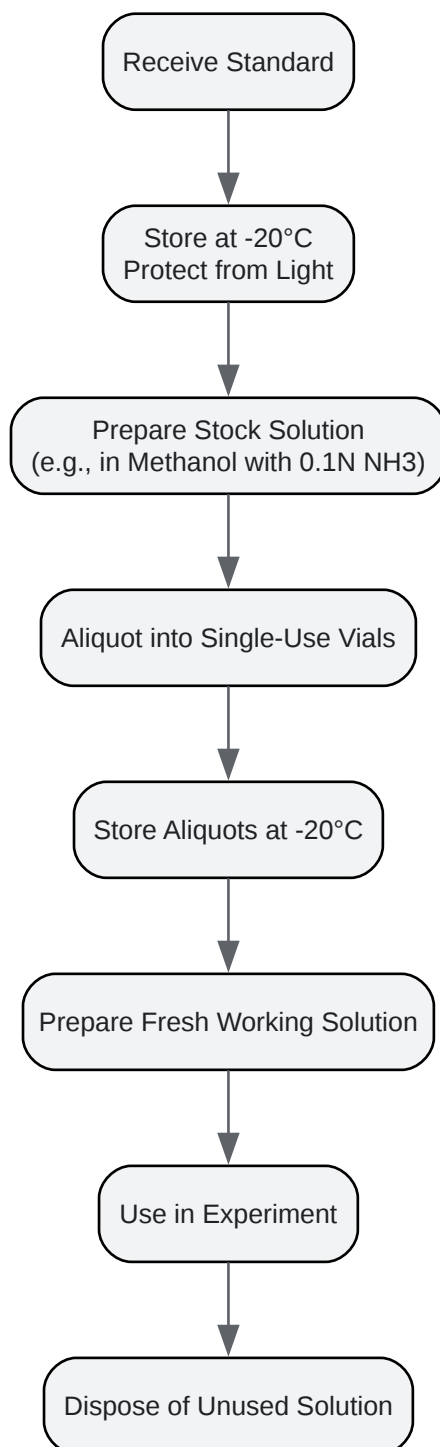 Receive Standard
Store at -20°C
Protect from Light
Prepare Stock Solution
(e.g., in Methanol with 0.1N NH3)
Aliquot into Single-Use Vials
Store Aliquots at -20°C
Prepare Fresh Working Solution
Use in Experiment
Dispose of Unused Solution